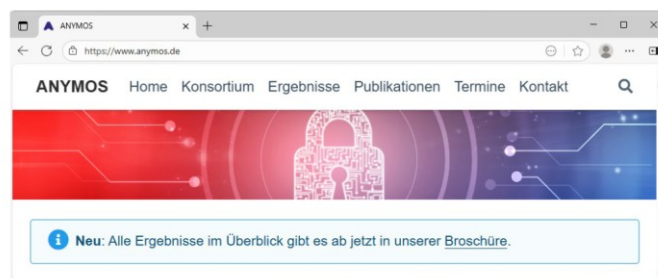 ANYMOS
https://www.anymos.de
ANYMOS Home Konsortium Ergebnisse Publikationen Termine Kontakt
Neu: Alle Ergebnisse im Überblick gibt es ab jetzt in unserer Broschüre.